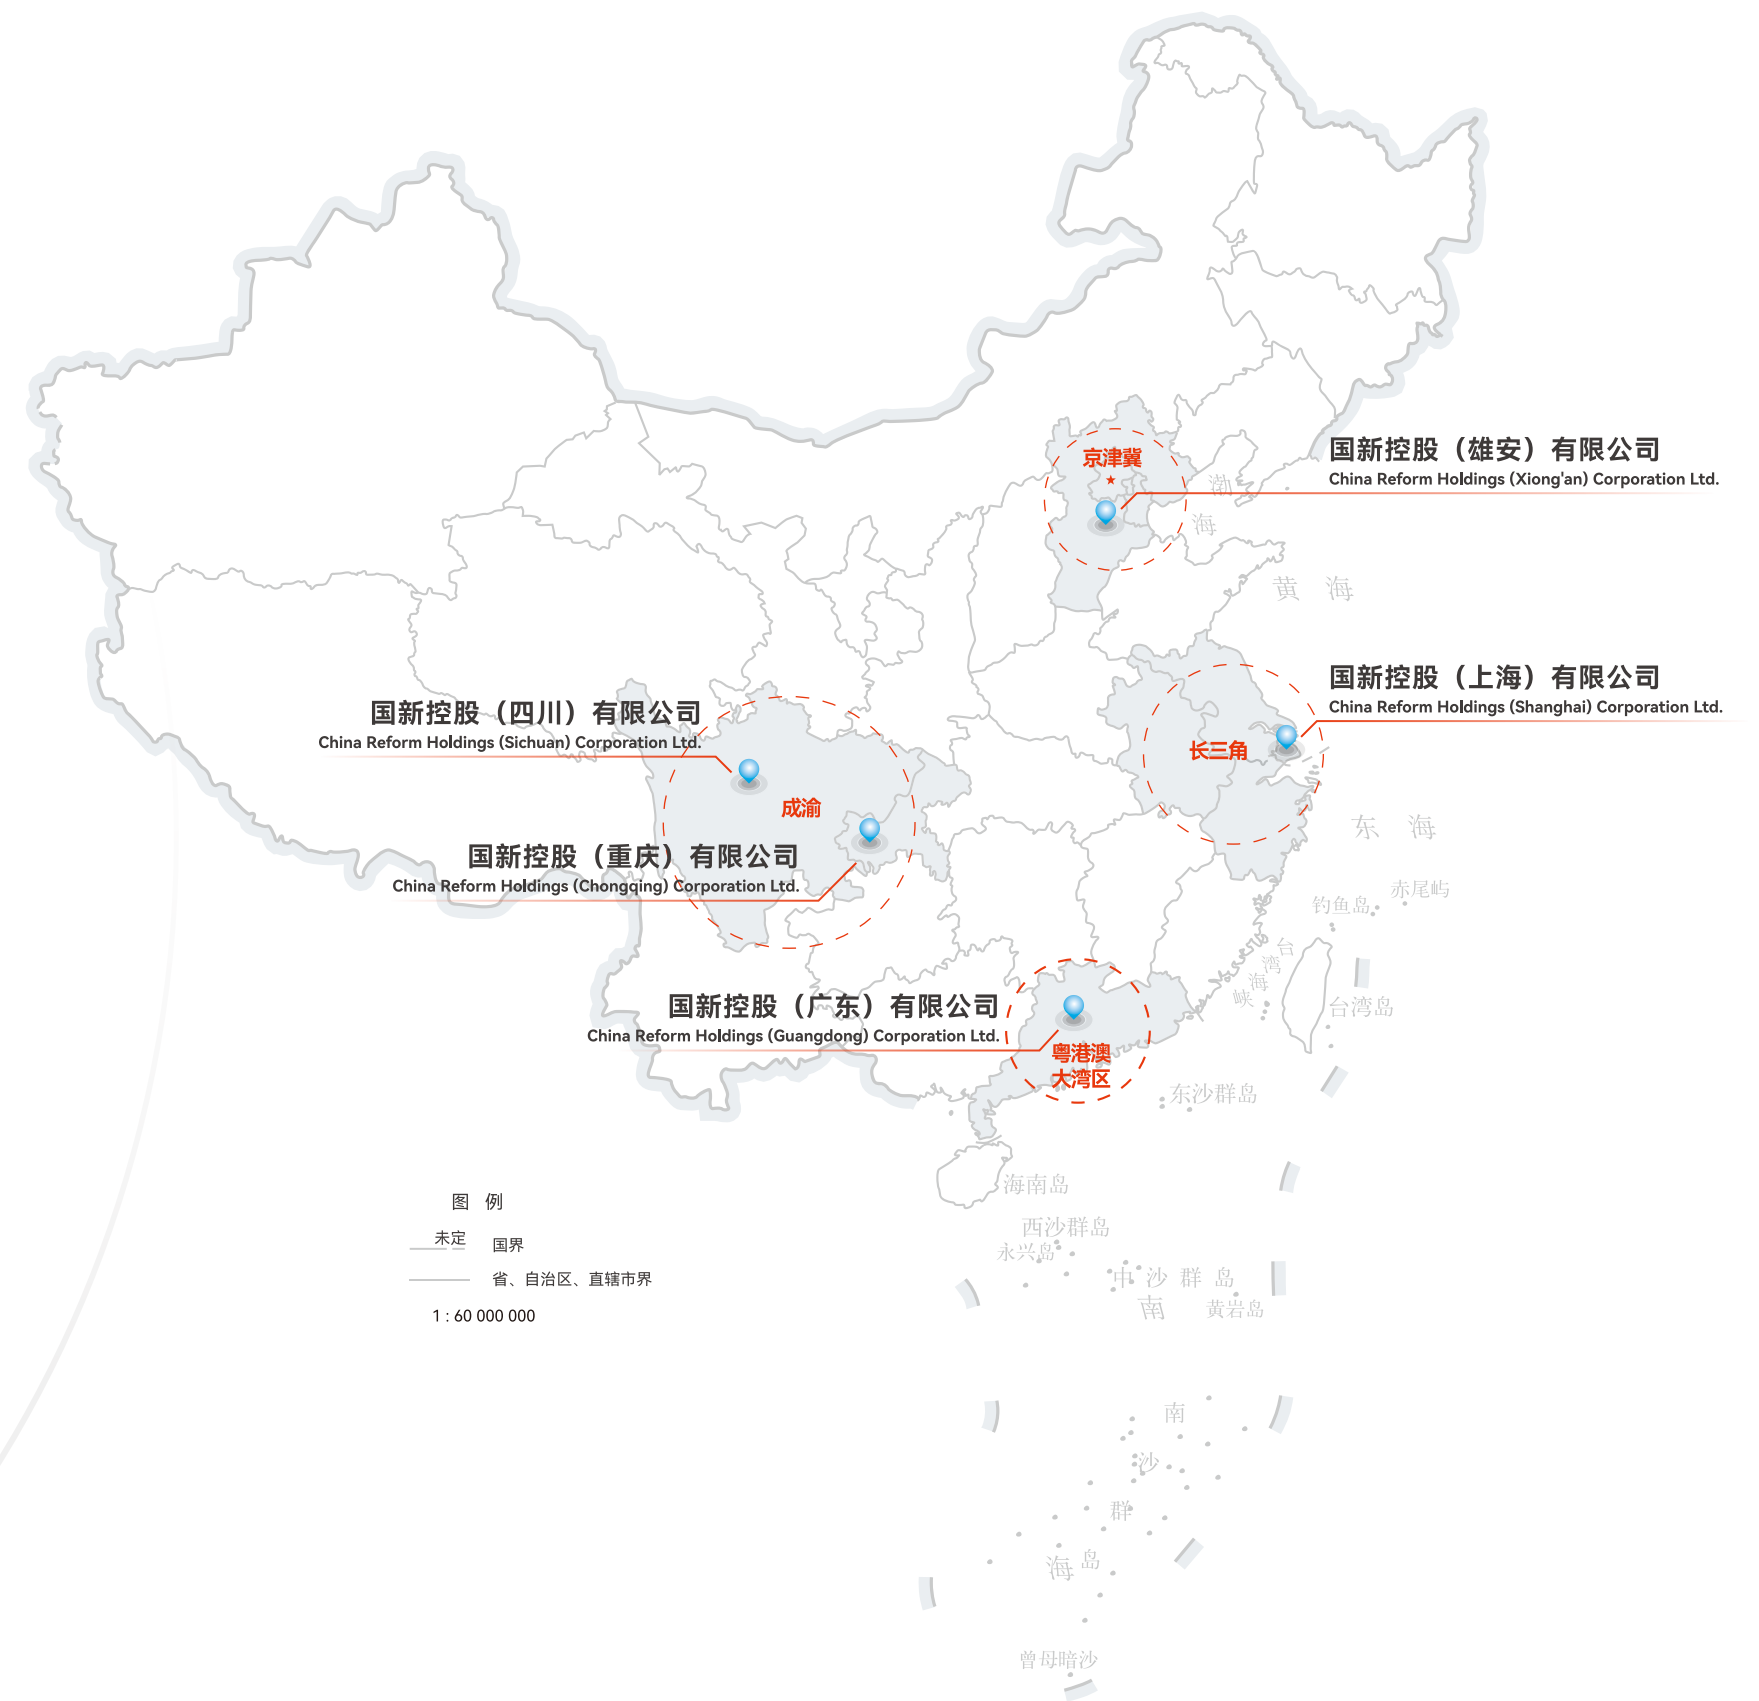 京津冀
国新控股（雄安）有限公司
China Reform Holdings (Xiong'an) Corporation Ltd.
渤
海
黄 海
国新控股（上海）有限公司
China Reform Holdings (Shanghai) Corporation Ltd.
长三角
国新控股（四川）有限公司
China Reform Holdings (Sichuan) Corporation Ltd.
成渝
东 海
国新控股（重庆）有限公司
China Reform Holdings (Chongqing) Corporation Ltd.
赤尾屿
钓鱼岛
台
湾
海
峡
台湾岛
国新控股（广东）有限公司
China Reform Holdings (Guangdong) Corporation Ltd.
粤港澳
大湾区
东沙群岛
海南岛
西沙群岛
永兴岛
中沙群岛
南
黄岩岛
图 例
未定
国界
省、自治区、直辖市界
1 : 60 000 000
南
沙
群
岛
海
曾母暗沙